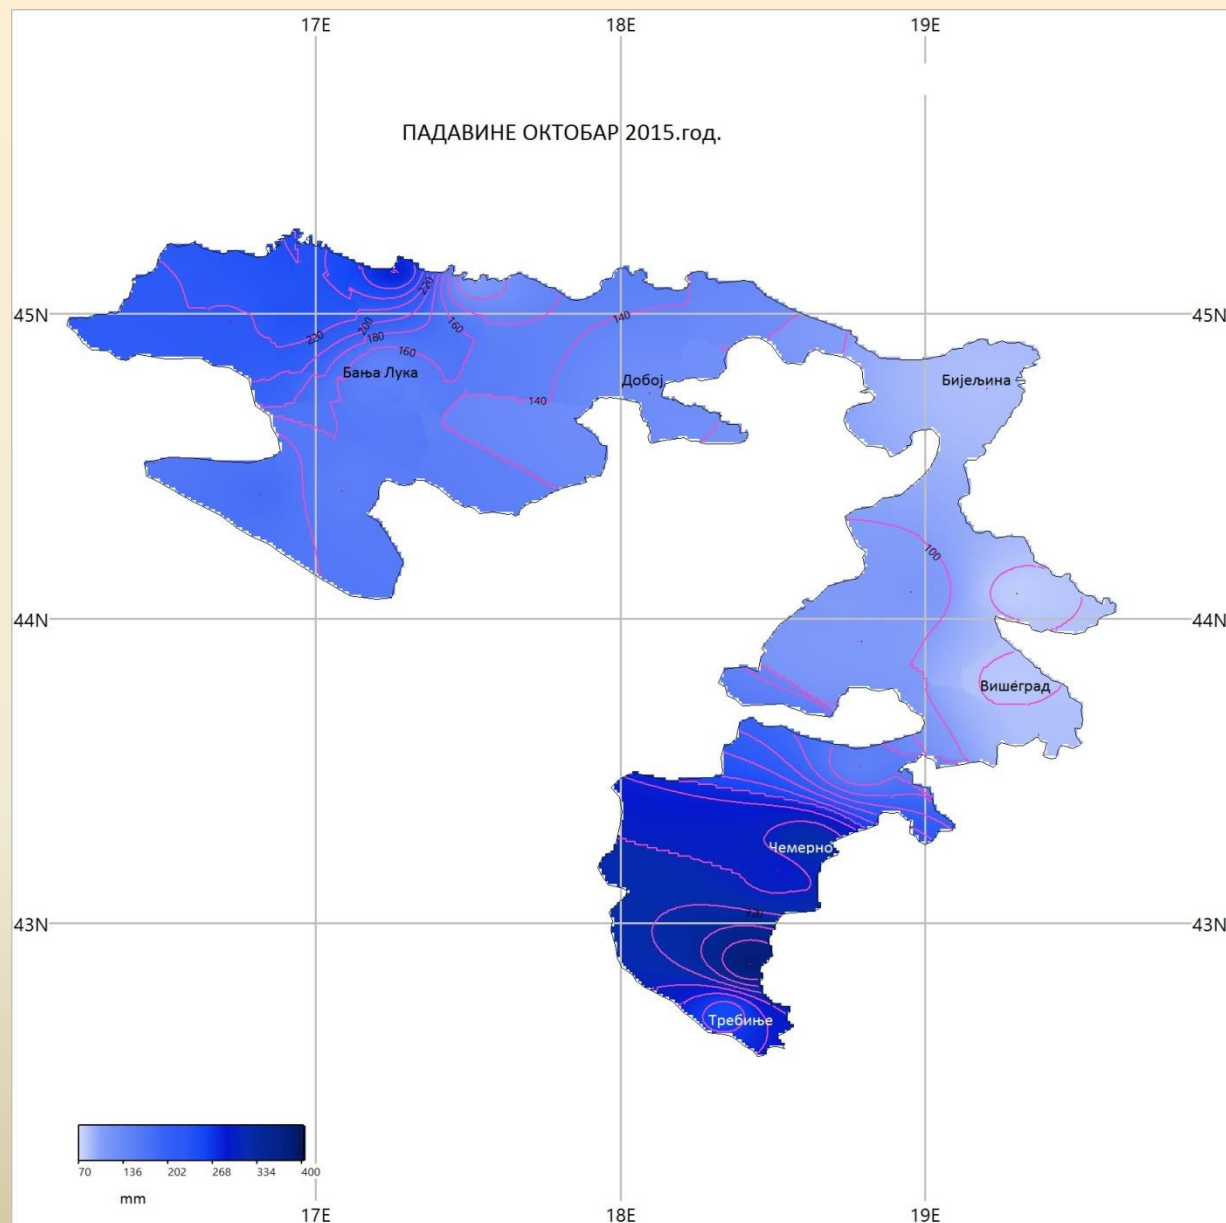 17E 18E 19E
ПАДАВИНЕ ОКТОБАР 2015.год.
45N 45N
220
140
160
200
220
180
160
Бања Лука
Добој
Бијељина
140
100
44N 44N
Вишеград
Чемерно
320
43N 43N
Требиње
70 136 202 268 334 400
mm
17E 18E 19E